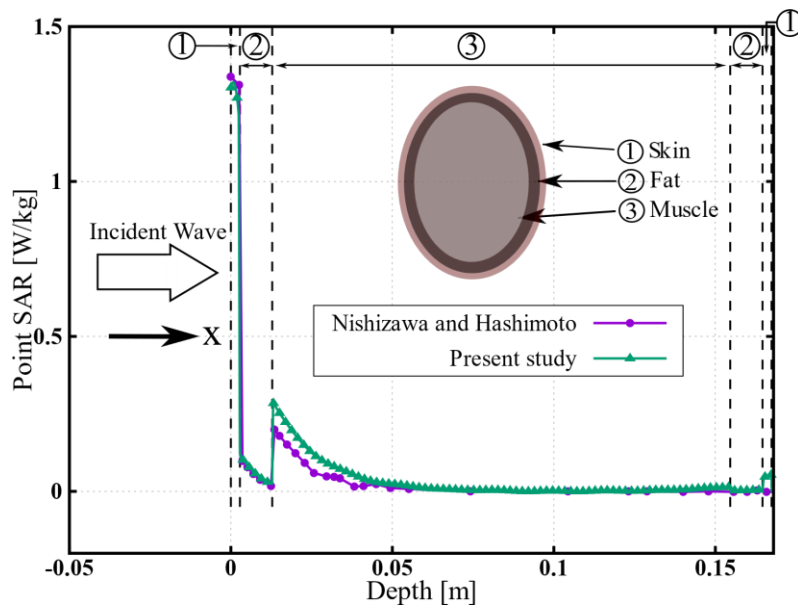 ① ② ③ ② ①
1.5
1
0.5
0
Point SAR [W/kg]
Incident Wave
X
① Skin
② Fat
③ Muscle
Nishizawa and Hashimoto
Present study
-0.05 0 0.05 0.1 0.15
Depth [m]